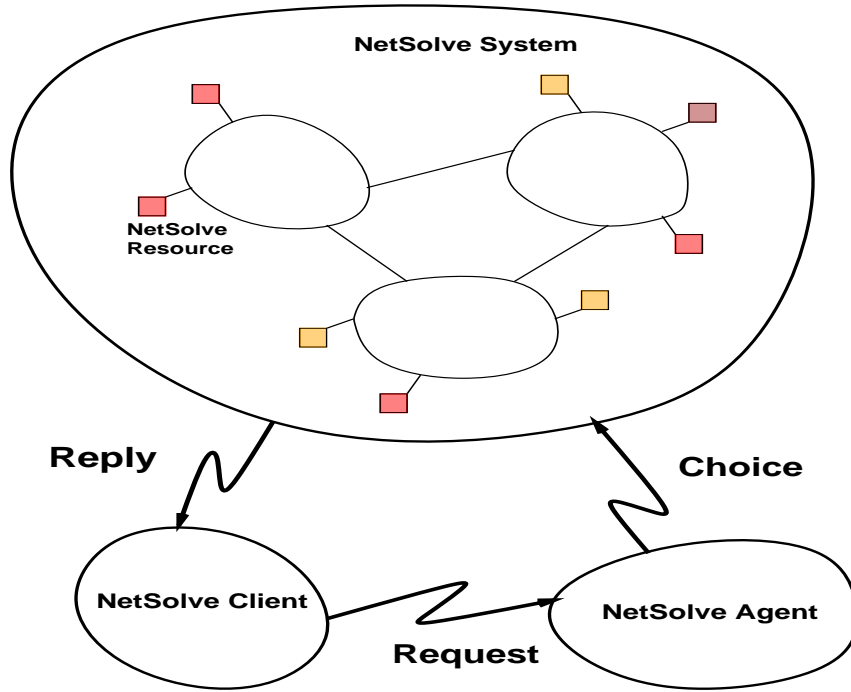 NetSolve System
NetSolve
Resource
Reply
Choice
NetSolve Client
NetSolve Agent
Request